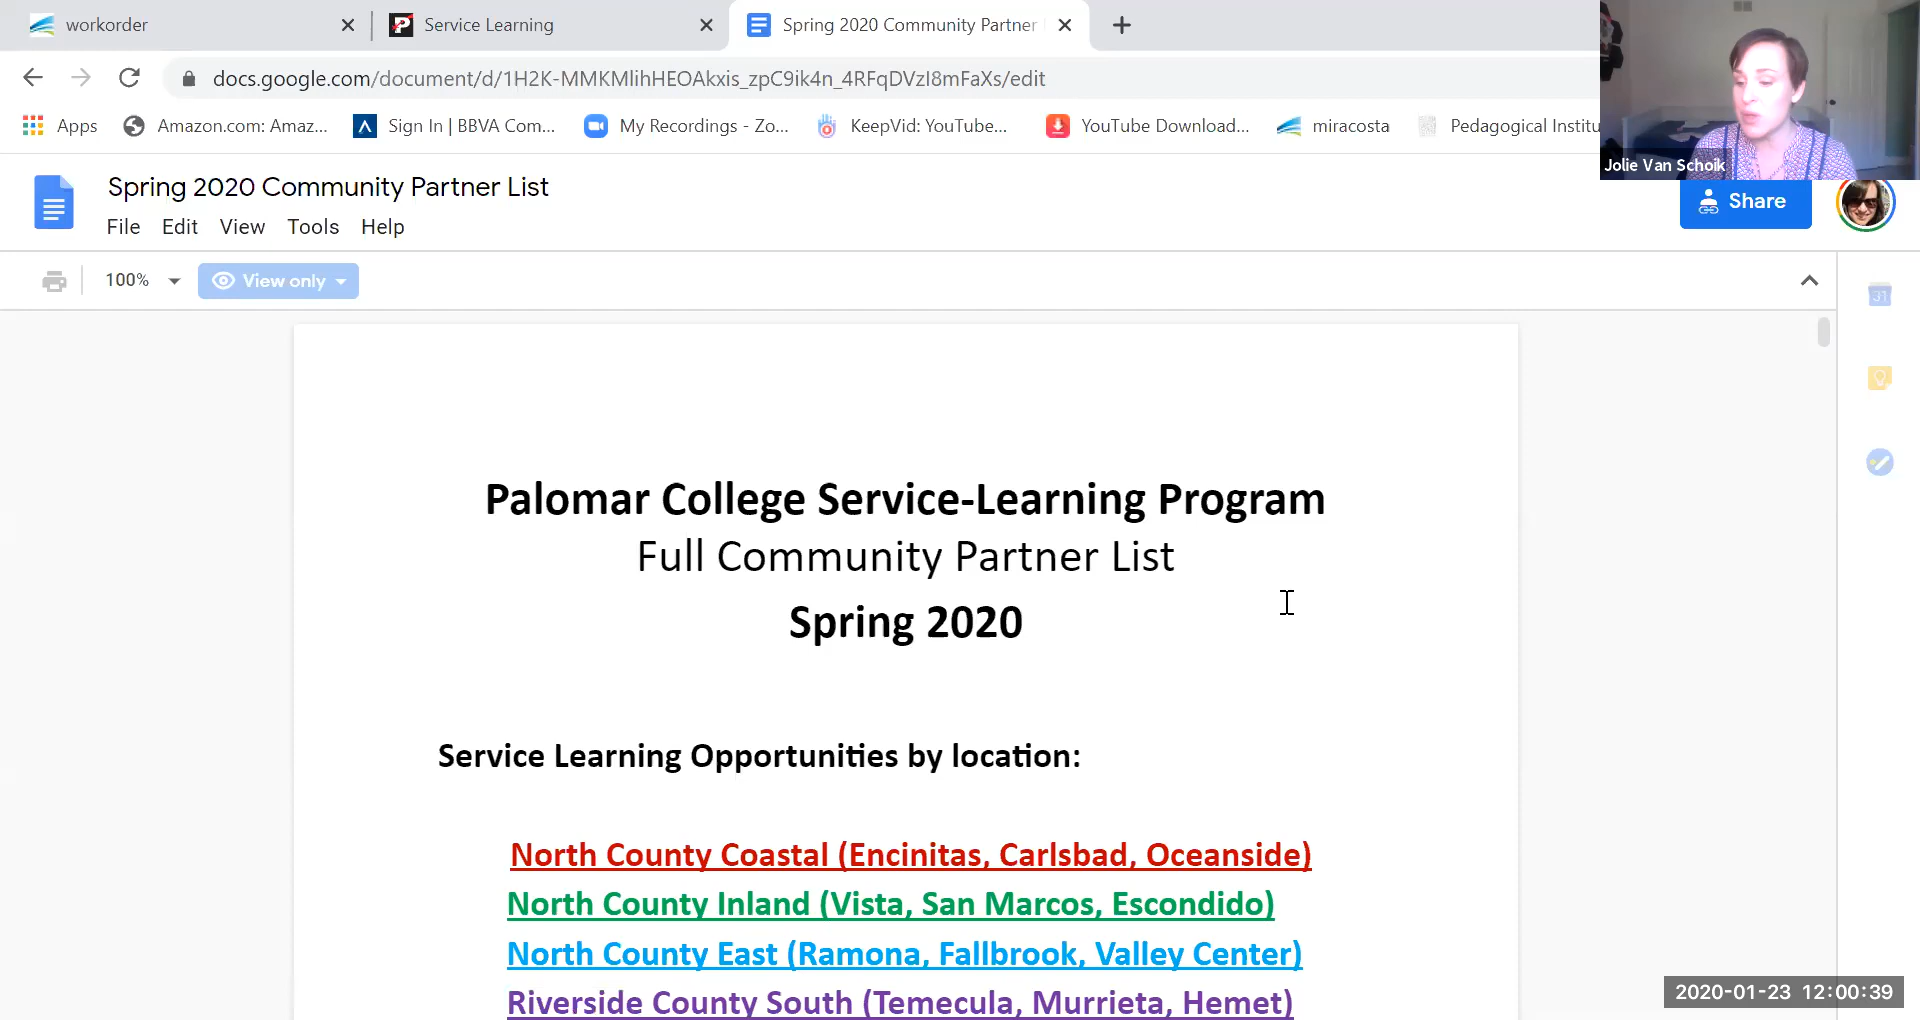 workorder
Service Learning
Spring 2020 Community Partner
docs.google.com/document/d/1H2K-MMKMlihHEOAkxis_zpC9ik4n_4RFqDVzI8mFaXs/edit
Apps
Amazon.com: Amaz...
Sign In | BBVA Com...
My Recordings - Zo...
KeepVid: YouTube...
YouTube Download...
miracosta
Pedagogical Institu
Jolie Van Schoik
Spring 2020 Community Partner List
File Edit View Tools Help
Share
100%
View only
31
Palomar College Service-Learning Program
Full Community Partner List
Spring 2020
Service Learning Opportunities by location:
North County Coastal (Encinitas, Carlsbad, Oceanside)
North County Inland (Vista, San Marcos, Escondido)
North County East (Ramona, Fallbrook, Valley Center)
Riverside County South (Temecula, Murrieta, Hemet)
2020-01-23 12:00:39